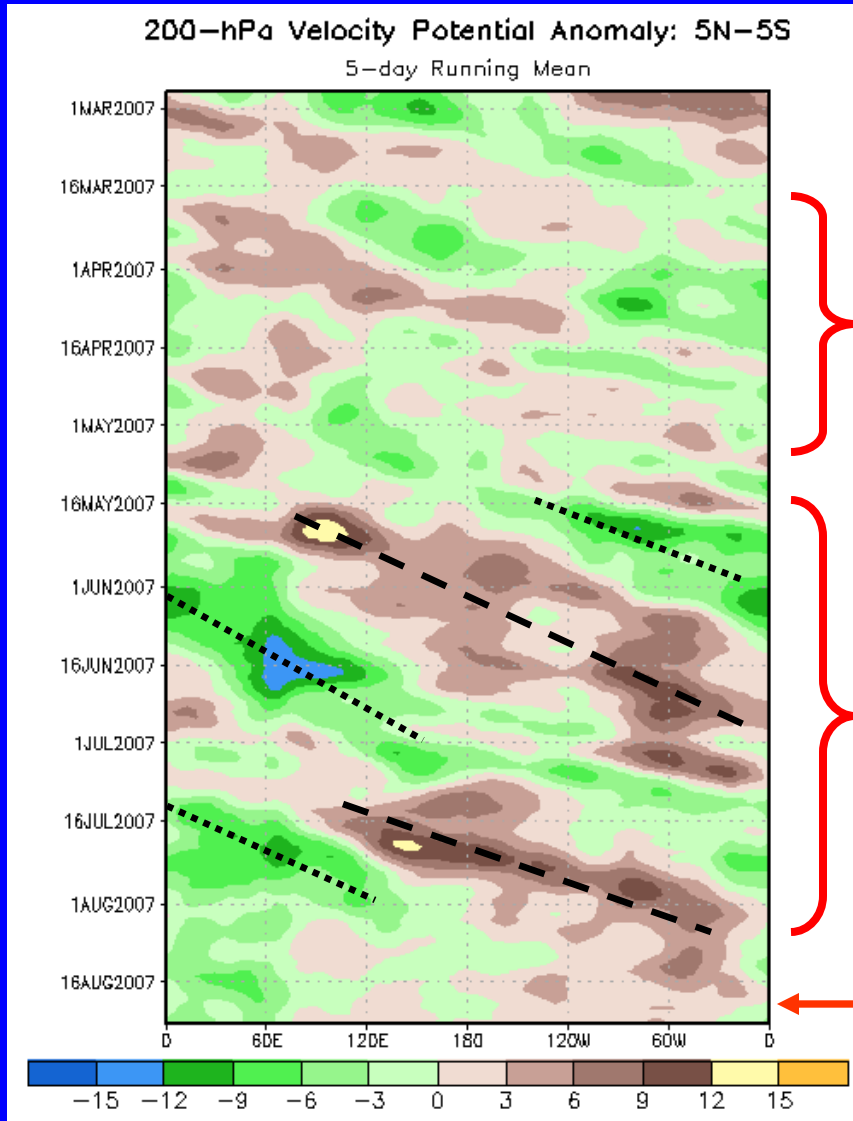 200-hPa Velocity Potential Anomaly: 5N-5S
5-day Running Mean
1MAR2007
16MAR2007
1APR2007
16APR2007
1MAY2007
16MAY2007
1JUN2007
16JUN2007
1JUL2007
16JUL2007
1AUG2007
16AUG2007
0 60E 120E 180 120W 60W 0
-15 -12 -9 -6 -3 0 3 6 9 12 15